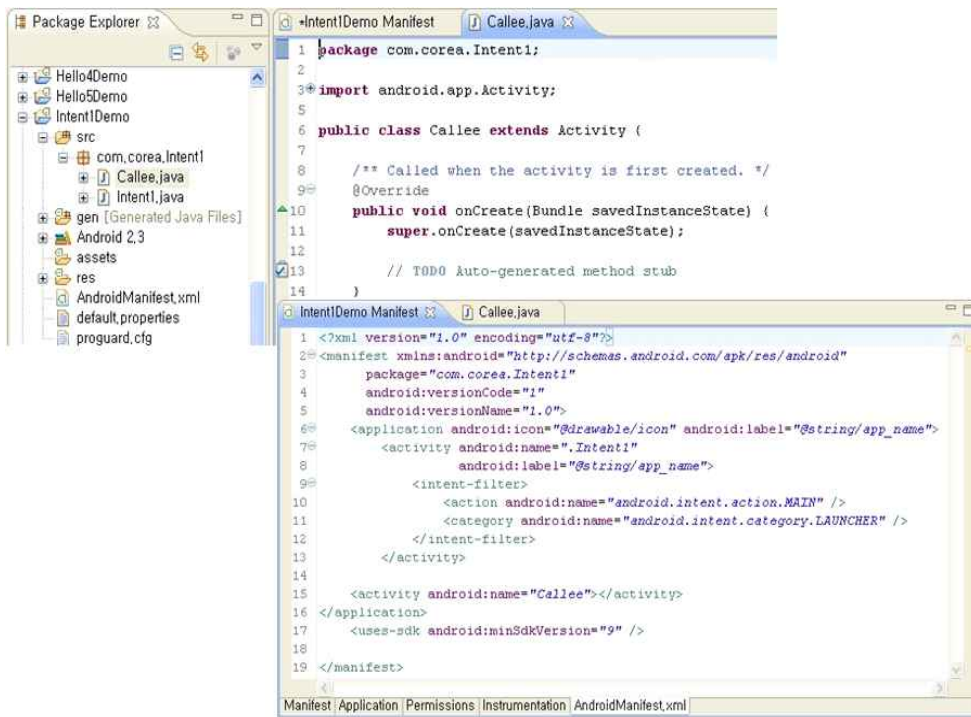 Package Explorer
Hello4Demo
Hello5Demo
Intent1Demo
src
com.corea.Intent1
Callee.java
Intent1.java
gen [Generated Java Files]
Android 2.3
assets
res
AndroidManifest.xml
default.properties
proguard.cfg
*Intent1Demo Manifest Callee.java
1 package com.corea.Intent1;
2
3 import android.app.Activity;
5
6 public class Callee extends Activity {
7
8 /** Called when the activity is first created. */
9 @Override
10 public void onCreate(Bundle savedInstanceState) {
11 super.onCreate(savedInstanceState);
12
13 // TODO Auto-generated method stub
14 }
Intent1Demo Manifest Callee.java
1 <?xml version="1.0" encoding="utf-8"?>
2 <manifest xmlns:android="http://schemas.android.com/apk/res/android"
3 package="com.corea.Intent1"
4 android:versionCode="1"
5 android:versionName="1.0">
6 <application android:icon="@drawable/icon" android:label="@string/app_name">
7 <activity android:name=".Intent1"
8 android:label="@string/app_name">
9 <intent-filter>
10 <action android:name="android.intent.action.MAIN" />
11 <category android:name="android.intent.category.LAUNCHER" />
12 </intent-filter>
13 </activity>
14
15 <activity android:name="Callee"></activity>
16 </application>
17 <uses-sdk android:minSdkVersion="9" />
18
19 </manifest>
Manifest Application Permissions Instrumentation AndroidManifest.xml